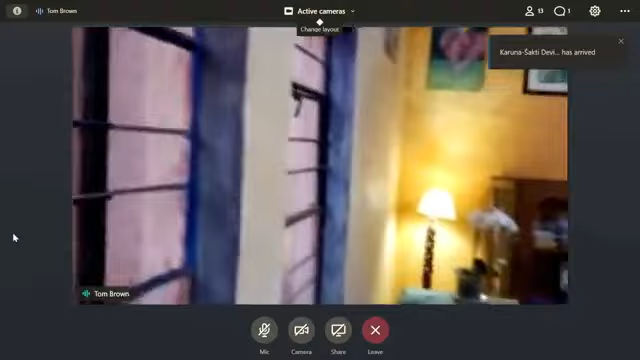 Tom Brown
Active cameras
13
1
Change layout
Karuna-Śakti Devi... has arrived
Tom Brown
Mic
Camera
Share
Leave